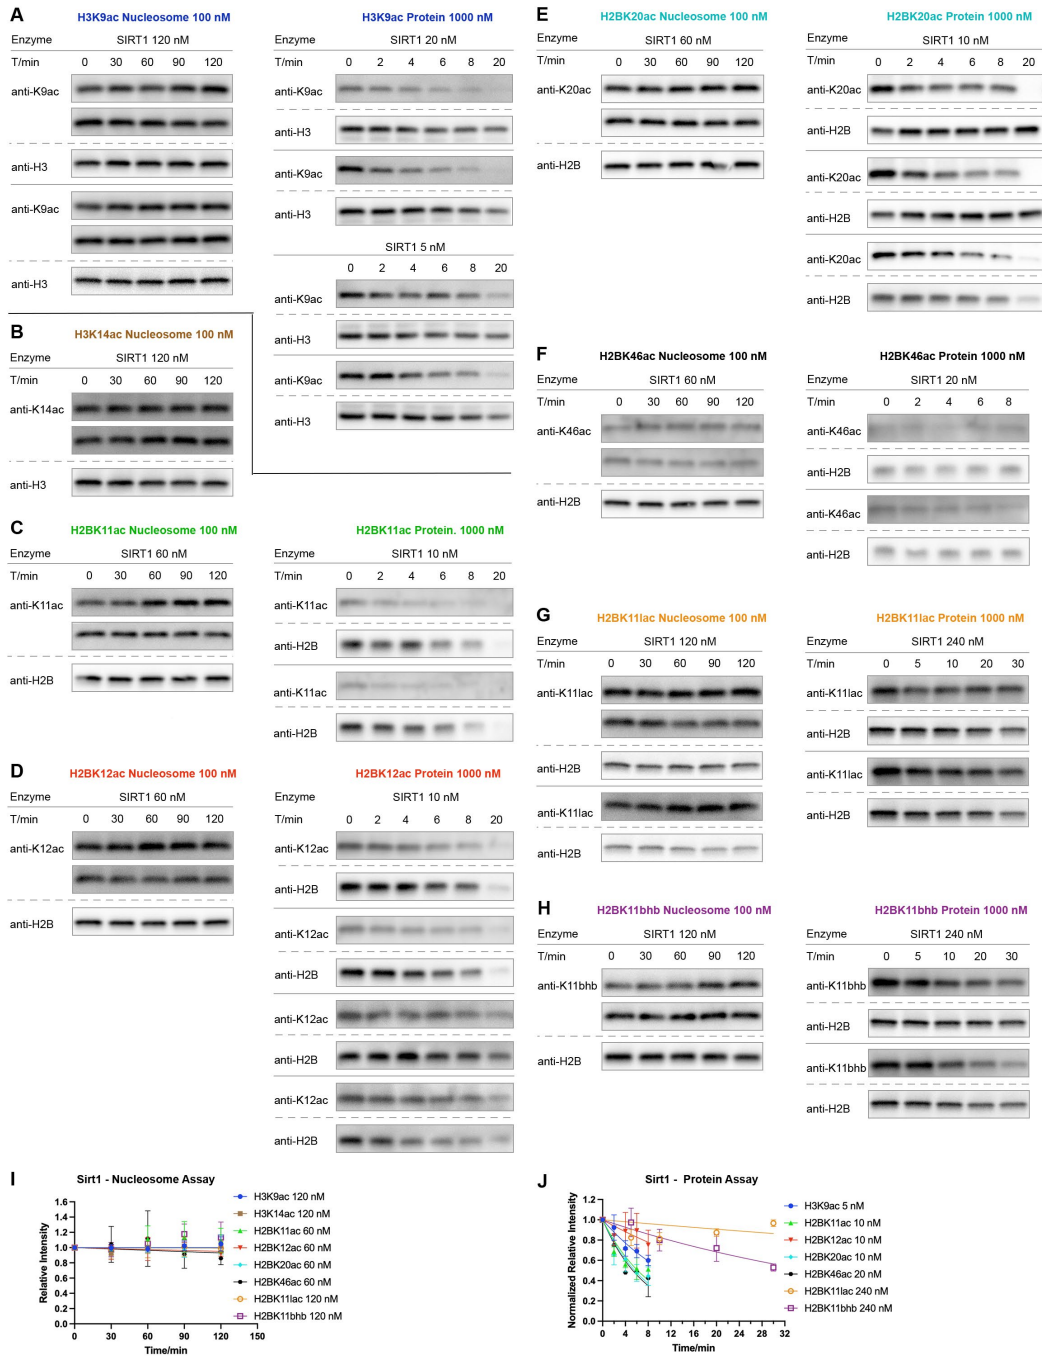 A
H3K9ac Nucleosome 100 nM
Enzyme
SIRT1 120 nM
T/min
0 30 60 90 120
anti-K9ac
anti-H3
anti-K9ac
anti-H3
H3K9ac Protein 1000 nM
Enzyme
SIRT1 20 nM
T/min
0 2 4 6 8 20
anti-K9ac
anti-H3
anti-K9ac
anti-H3
SIRT1 5 nM
0 2 4 6 8 20
anti-K9ac
anti-H3
anti-K9ac
anti-H3
B
H3K14ac Nucleosome 100 nM
Enzyme
SIRT1 120 nM
T/min
0 30 60 90 120
anti-K14ac
anti-H3
C
H2BK11ac Nucleosome 100 nM
Enzyme
SIRT1 60 nM
T/min
0 30 60 90 120
anti-K11ac
anti-H2B
H2BK11ac Protein. 1000 nM
Enzyme
SIRT1 10 nM
T/min
0 2 4 6 8 20
anti-K11ac
anti-H2B
anti-K11ac
anti-H2B
D
H2BK12ac Nucleosome 100 nM
Enzyme
SIRT1 60 nM
T/min
0 30 60 90 120
anti-K12ac
anti-H2B
H2BK12ac Protein 1000 nM
Enzyme
SIRT1 10 nM
T/min
0 2 4 6 8 20
anti-K12ac
anti-H2B
anti-K12ac
anti-H2B
anti-K12ac
anti-H2B
anti-K12ac
anti-H2B
E
H2BK20ac Nucleosome 100 nM
Enzyme
SIRT1 60 nM
T/min
0 30 60 90 120
anti-K20ac
anti-H2B
H2BK20ac Protein 1000 nM
Enzyme
SIRT1 10 nM
T/min
0 2 4 6 8 20
anti-K20ac
anti-H2B
anti-K20ac
anti-H2B
anti-K20ac
anti-H2B
F
H2BK46ac Nucleosome 100 nM
Enzyme
SIRT1 60 nM
T/min
0 30 60 90 120
anti-K46ac
anti-H2B
H2BK46ac Protein 1000 nM
Enzyme
SIRT1 20 nM
T/min
0 2 4 6 8
anti-K46ac
anti-H2B
anti-K46ac
anti-H2B
G
H2BK11lac Nucleosome 100 nM
Enzyme
SIRT1 120 nM
T/min
0 30 60 90 120
anti-K11lac
anti-H2B
anti-K11lac
anti-H2B
H2BK11lac Protein 1000 nM
Enzyme
SIRT1 240 nM
T/min
0 5 10 20 30
anti-K11lac
anti-H2B
anti-K11lac
anti-H2B
H
H2BK11bhb Nucleosome 100 nM
Enzyme
SIRT1 120 nM
T/min
0 30 60 90 120
anti-K11bhb
anti-H2B
H2BK11bhb Protein 1000 nM
Enzyme
SIRT1 240 nM
T/min
0 5 10 20 30
anti-K11bhb
anti-H2B
anti-K11bhb
anti-H2B
I
Sirt1 - Nucleosome Assay
Relative Intensity
1.6
1.4
1.2
1.0
0.8
0.6
0.4
0.2
0.0
0 30 60 90 120 150
Time/min
H3K9ac 120 nM
H3K14ac 120 nM
H2BK11ac 60 nM
H2BK12ac 60 nM
H2BK20ac 60 nM
H2BK46ac 60 nM
H2BK11lac 120 nM
H2BK11bhb 120 nM
J
Sirt1 - Protein Assay
Normalized Relative Intensity
1.2
1.0
0.8
0.6
0.4
0.2
0.0
0 4 8 12 16 20 24 28 32
Time/min
H3K9ac 5 nM
H2BK11ac 10 nM
H2BK12ac 10 nM
H2BK20ac 10 nM
H2BK46ac 20 nM
H2BK11lac 240 nM
H2BK11bhb 240 nM